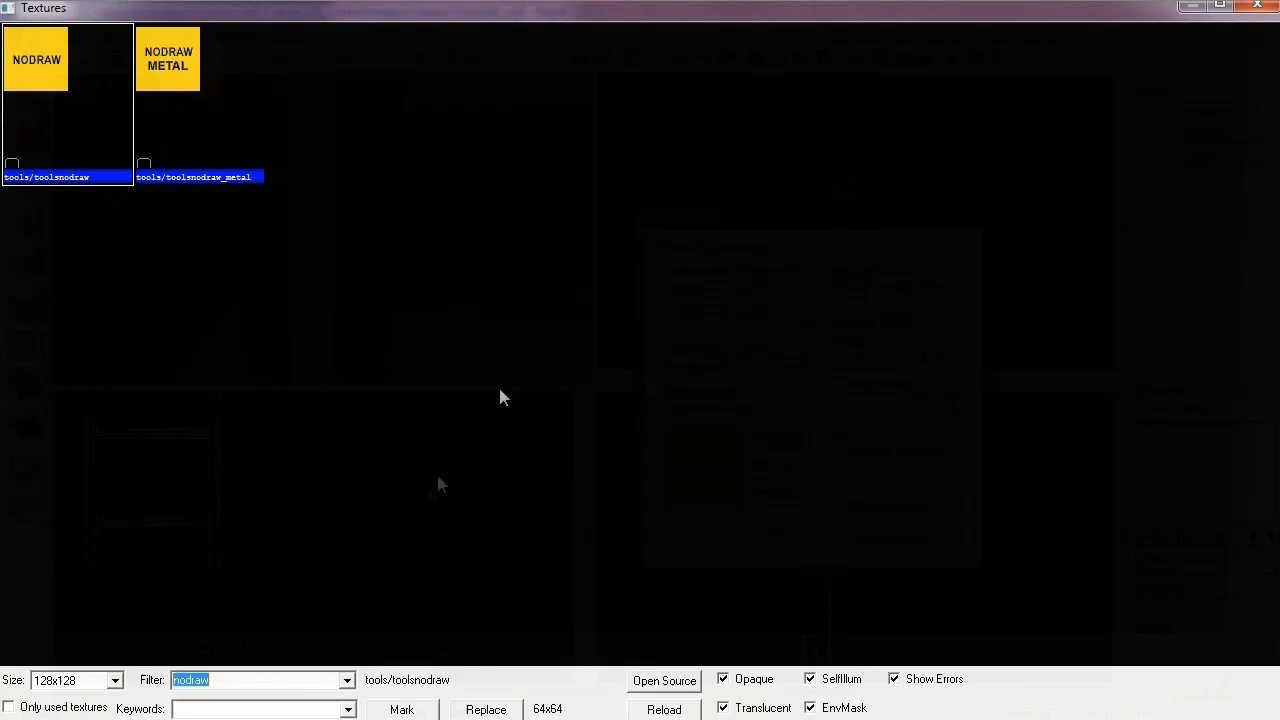 Textures
NODRAW
NODRAW
METAL
tools/toolsnodraw
tools/toolsnodraw_metal
Size:
128x128
Filter:
nodraw
tools/toolsnodraw
Open Source
Opaque
SelfIllum
Show Errors
Only used textures
Keywords:
Mark
Replace
64x64
Reload
Translucent
EnvMask